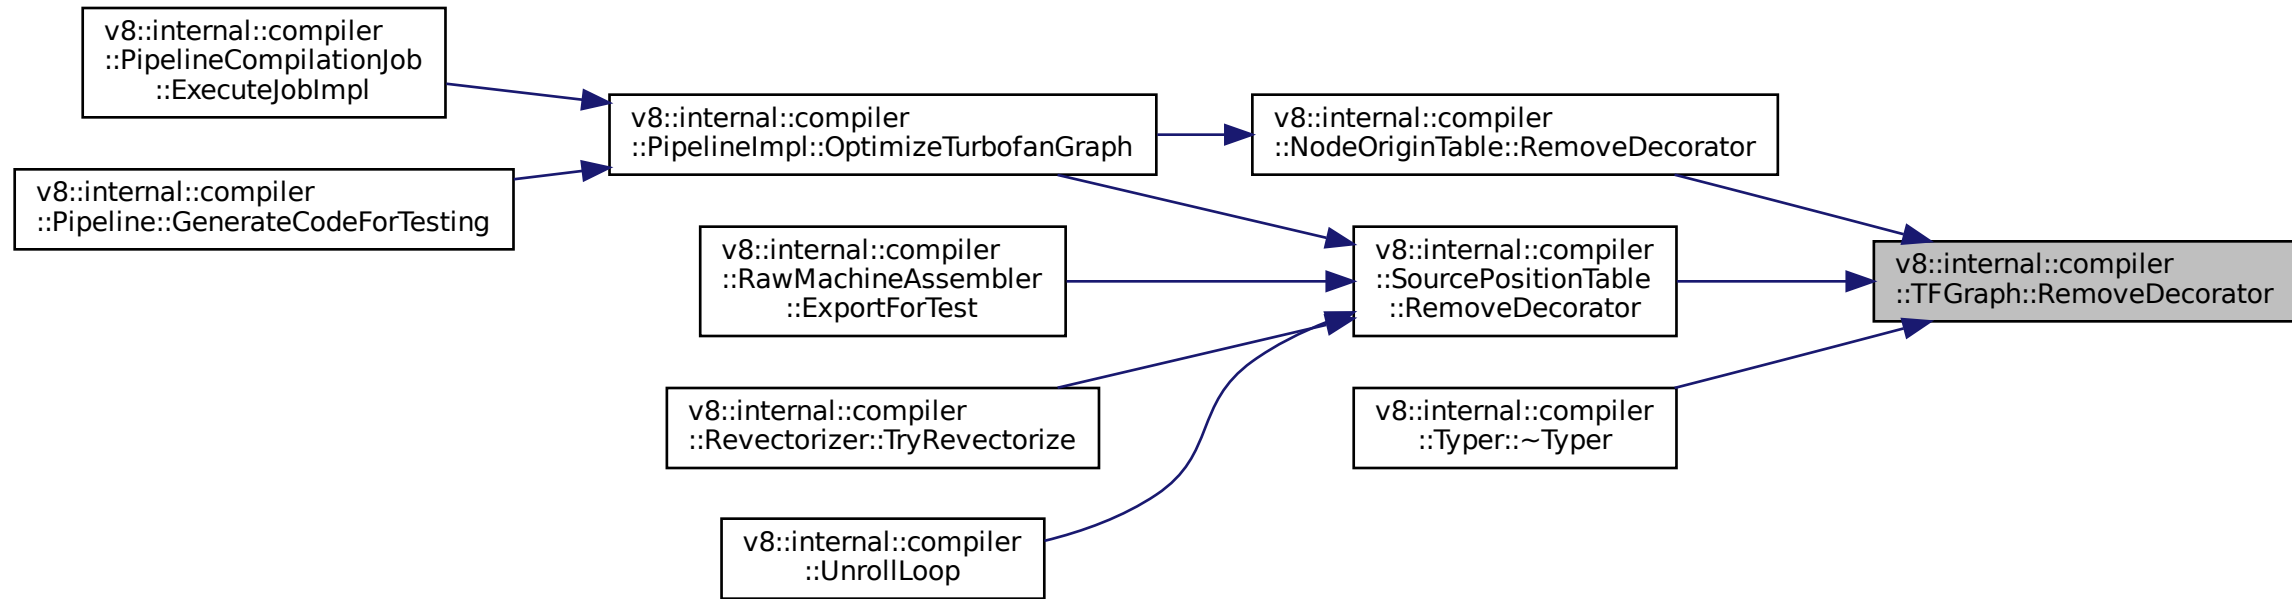 v8::internal::compiler
::PipelineCompilationJob
::ExecuteJobImpl
v8::internal::compiler
::Pipeline::GenerateCodeForTesting
v8::internal::compiler
::PipelineImpl::OptimizeTurbofanGraph
v8::internal::compiler
::RawMachineAssembler
::ExportForTest
v8::internal::compiler
::Revectorizer::TryRevectorize
v8::internal::compiler
::UnrollLoop
v8::internal::compiler
::NodeOriginTable::RemoveDecorator
v8::internal::compiler
::SourcePositionTable
::RemoveDecorator
v8::internal::compiler
::Typer::~Typer
v8::internal::compiler
::TFGraph::RemoveDecorator